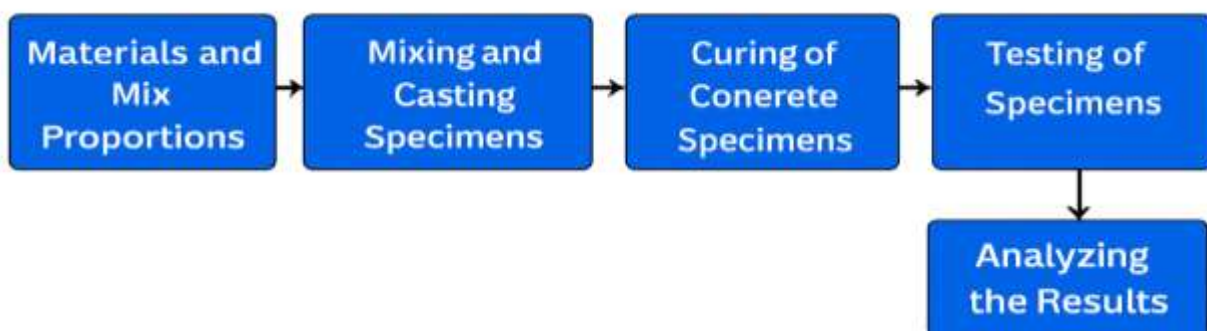 Materials and
Mix
Proportions
Mixing and
Casting
Specimens
Curing of
Conerete
Specimens
Testing of
Specimens
Analyzing
the Results